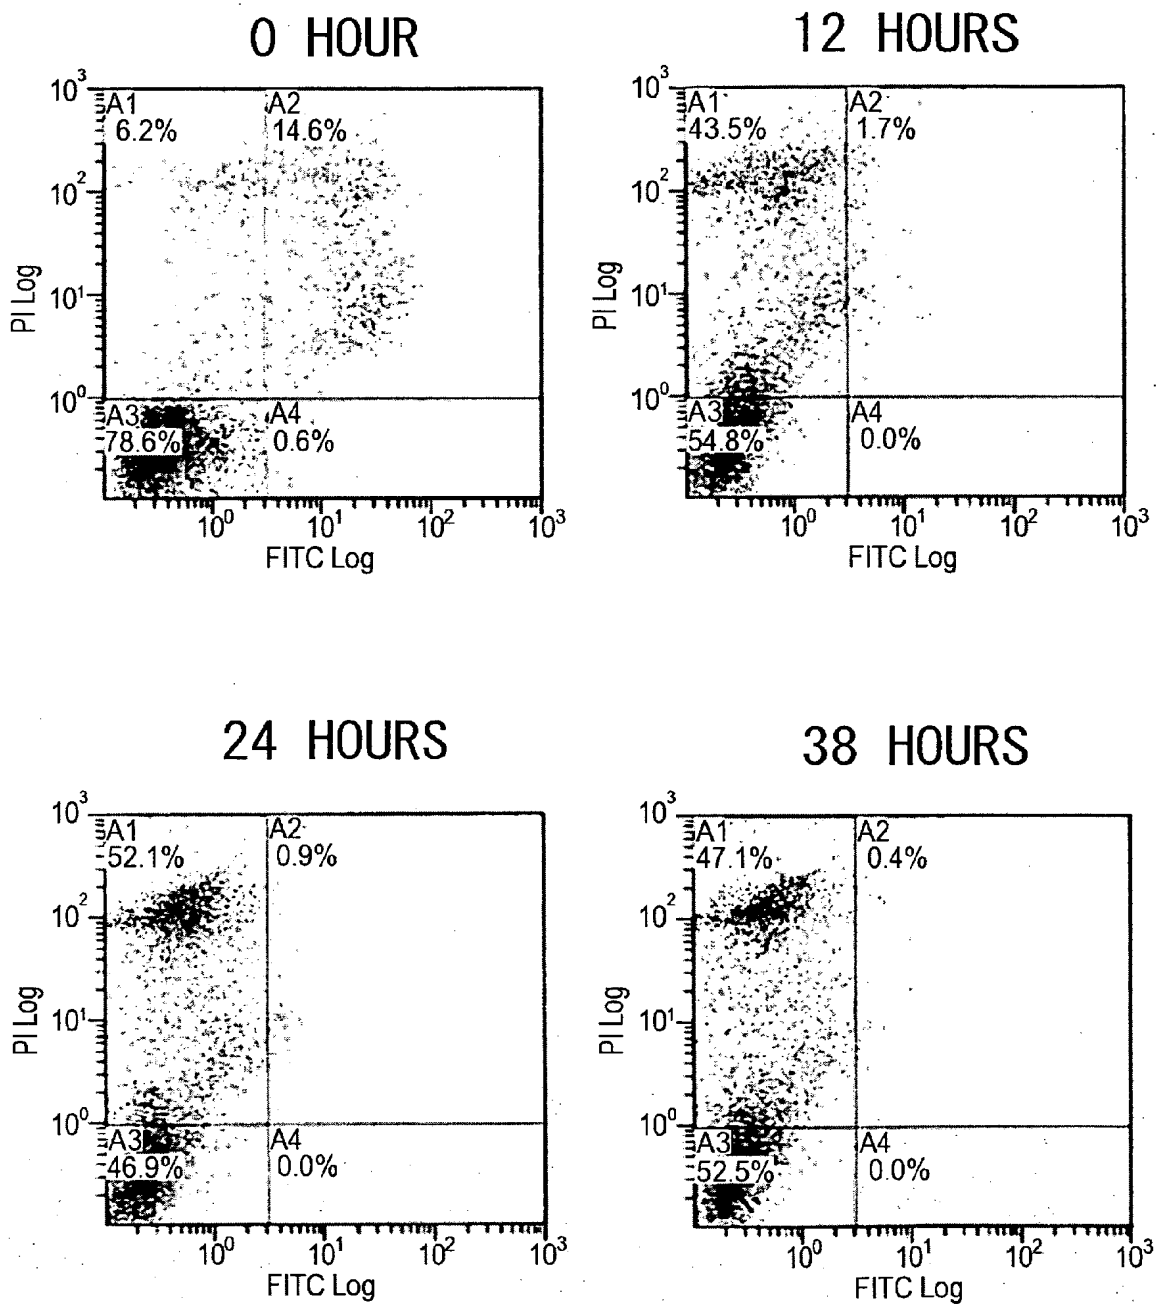 0 HOUR
12 HOURS
10³
A1
A2
6.2%
14.6%
10²
10¹
10⁰
A3
A4
78.6%
0.6%
PI Log
10⁰ 10¹ 10² 10³
FITC Log
10³
A1
A2
43.5%
1.7%
10²
10¹
10⁰
A3
A4
54.8%
0.0%
PI Log
10⁰ 10¹ 10² 10³
FITC Log
24 HOURS
38 HOURS
10³
A1
A2
52.1%
0.9%
10²
10¹
10⁰
A3
A4
46.9%
0.0%
PI Log
10⁰ 10¹ 10² 10³
FITC Log
10³
A1
A2
47.1%
0.4%
10²
10¹
10⁰
A3
A4
52.5%
0.0%
PI Log
10⁰ 10¹ 10² 10³
FITC Log